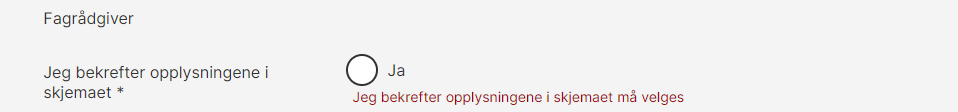 Fagrådgiver
Jeg bekrefter opplysningene i
skjemaet *
Ja
Jeg bekrefter opplysningene i skjemaet må velges